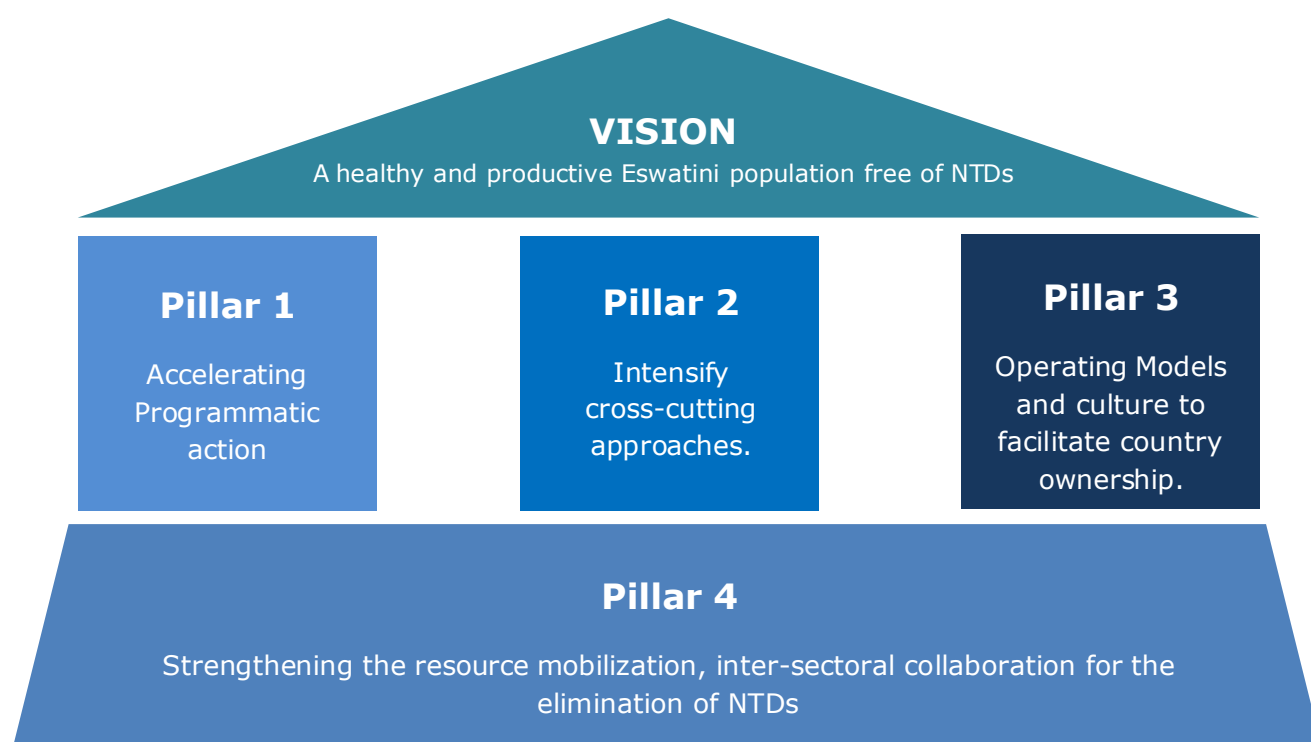 VISION
A healthy and productive Eswatini population free of NTDs
Pillar 1
Accelerating
Programmatic
action
Pillar 2
Intensify
cross-cutting
approaches.
Pillar 3
Operating Models
and culture to
facilitate country
ownership.
Pillar 4
Strengthening the resource mobilization, inter-sectoral collaboration for the
elimination of NTDs